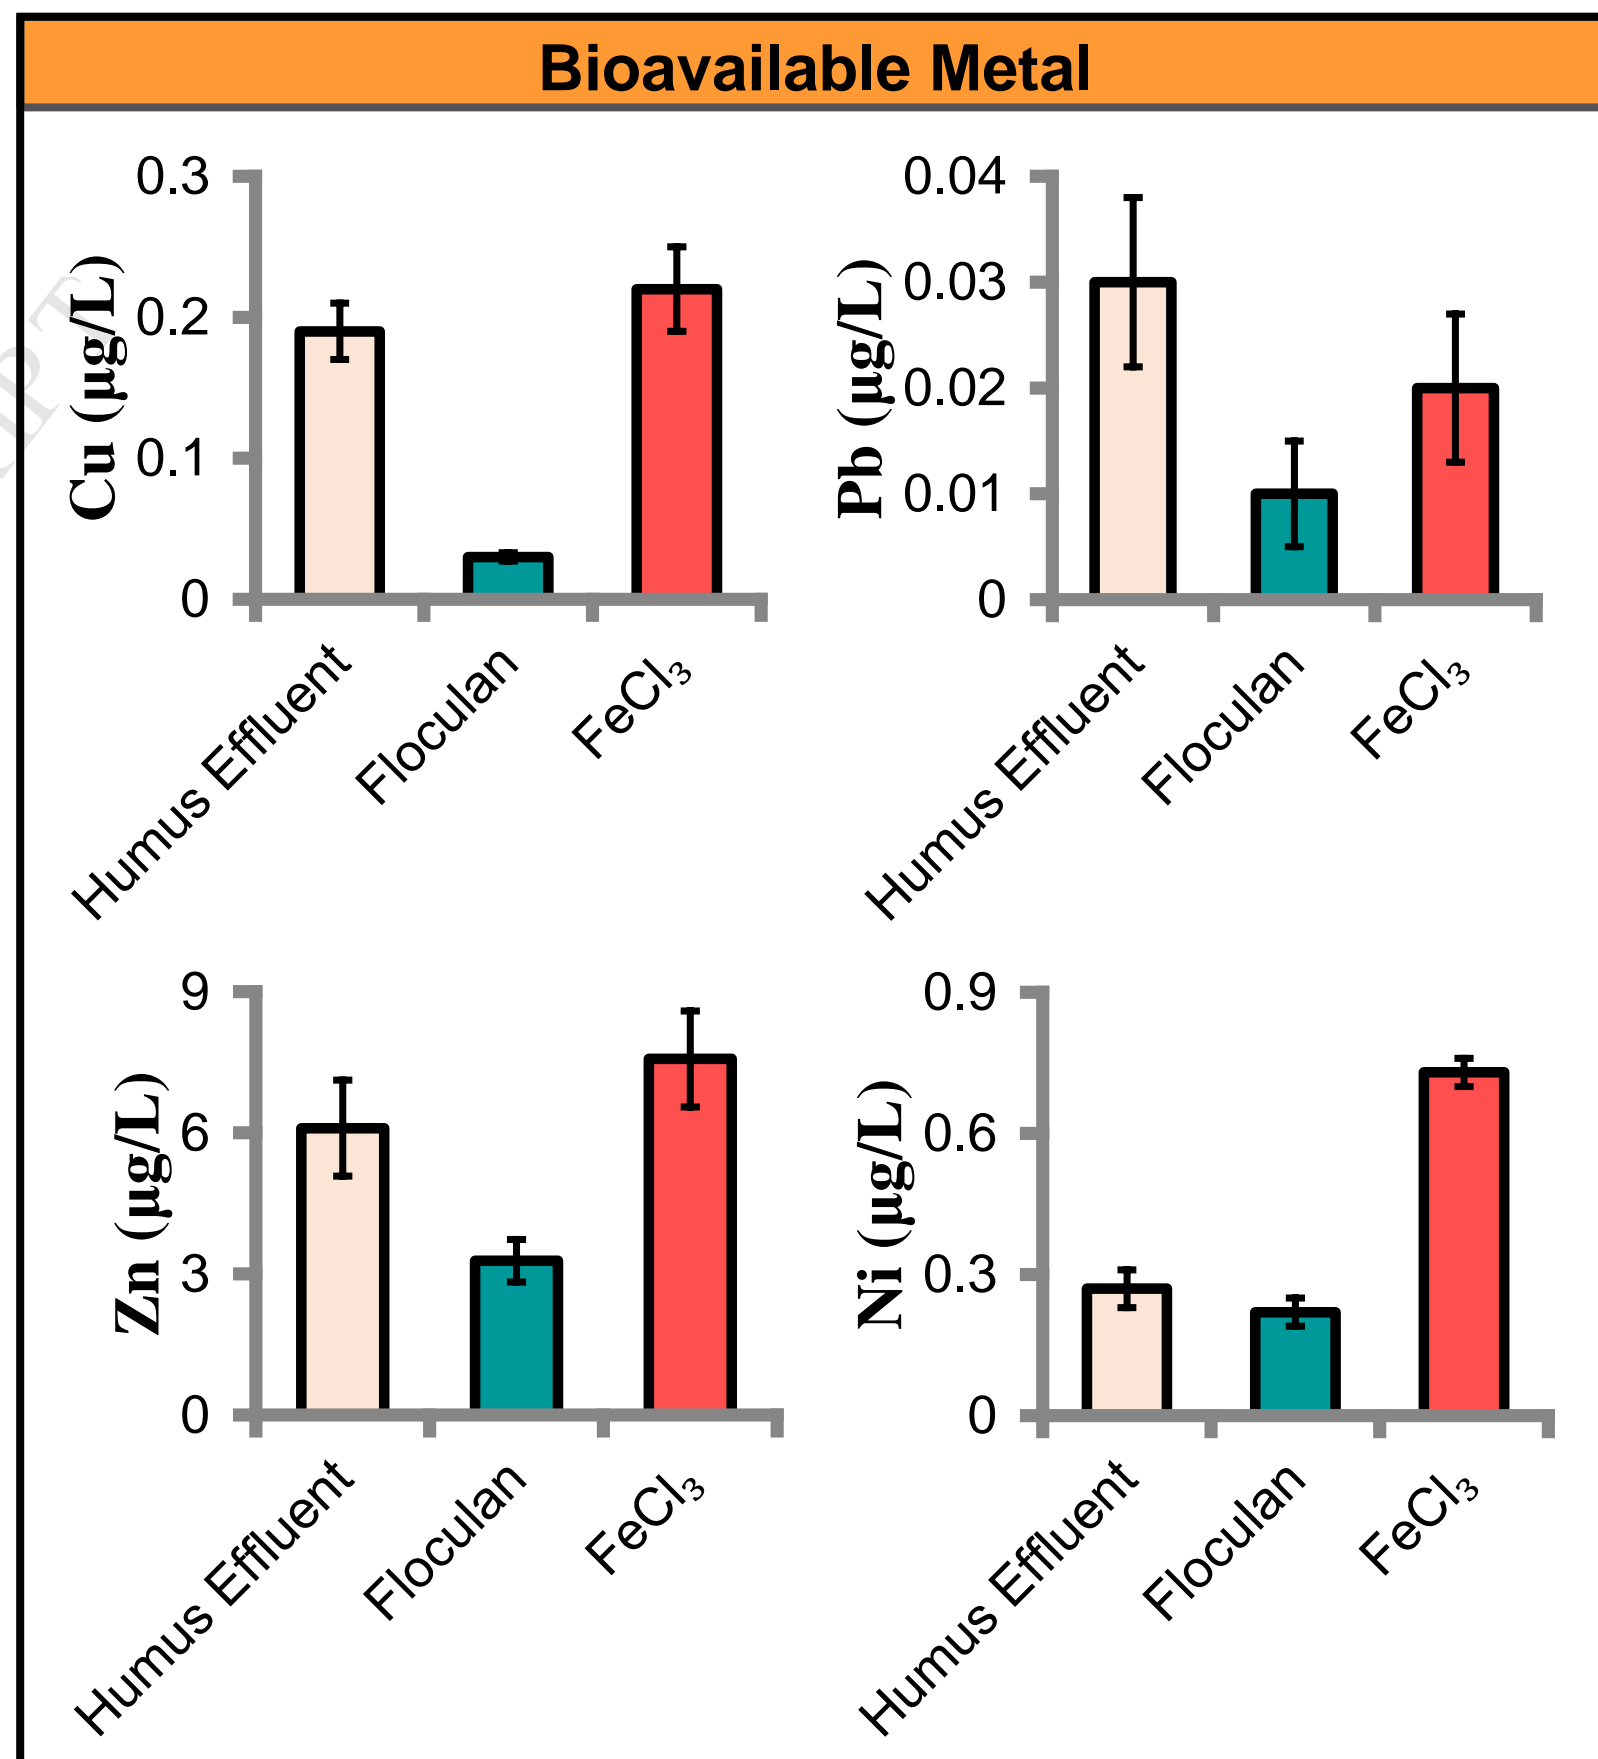 Bioavailable Metal
Cu (µg/L)
0.3
0.2
0.1
0
Humus Effluent
Floculan
FeCl₃
Pb (µg/L)
0.04
0.03
0.02
0.01
0
Humus Effluent
Floculan
FeCl₃
Zn (µg/L)
9
6
3
0
Humus Effluent
Floculan
FeCl₃
Ni (µg/L)
0.9
0.6
0.3
0
Humus Effluent
Floculan
FeCl₃